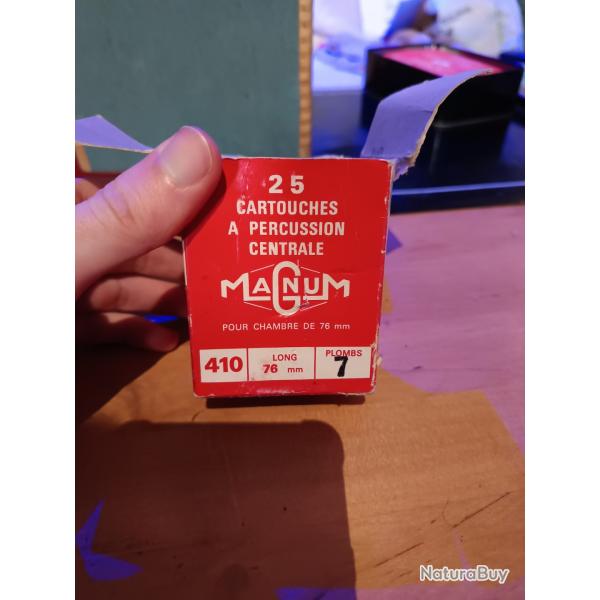 25
CARTOUCHES
A PERCUSSION
CENTRALE
MAGNUM
POUR CHAMBRE DE 76 mm
410 LONG 76 mm PLOMBS 7
NaturaBuy